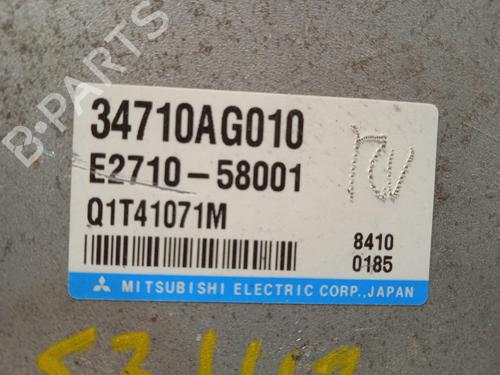 B-PARTS
34710AG010
E2710-58001
Q1T41071M
8410
0185
MITSUBISHI ELECTRIC CORP., JAPAN